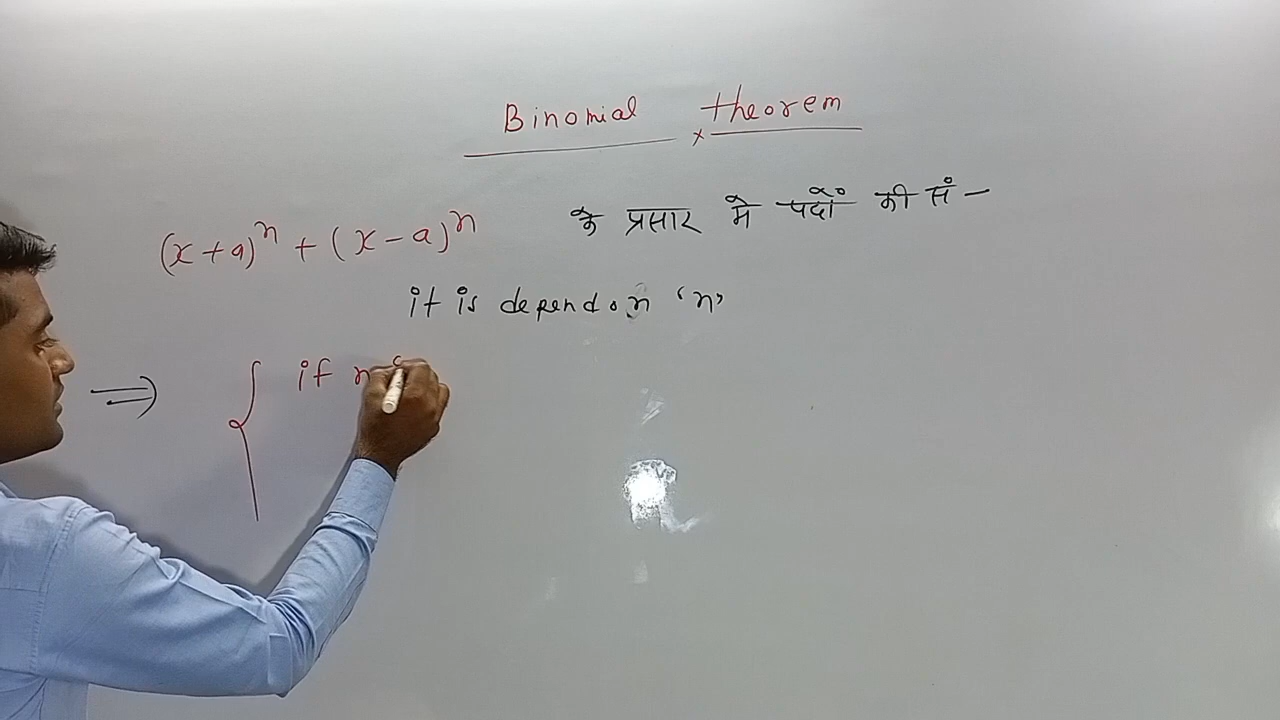 Binomial theorem
(x+a)^n + (x-a)^n के प्रसार मे पदों की सं -
it is depend on 'n'
⇒ { if n